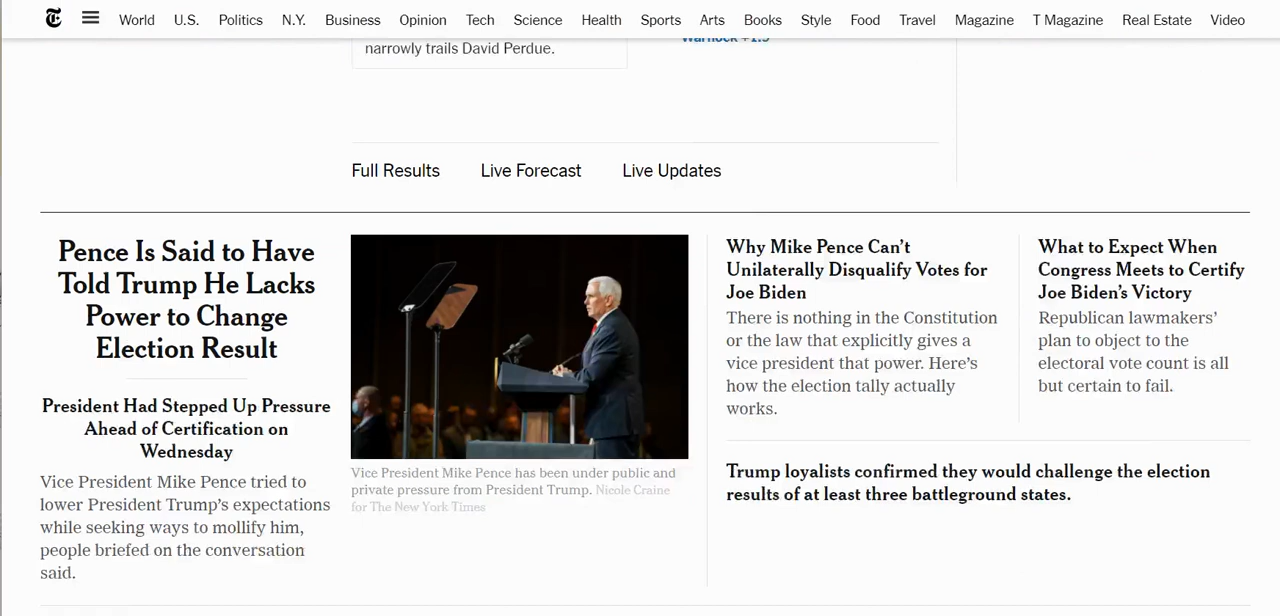 World U.S. Politics N.Y. Business Opinion Tech Science Health Sports Arts Books Style Food Travel Magazine T Magazine Real Estate Video
narrowly trails David Perdue.
Warnock +1.9
Full Results Live Forecast Live Updates
Pence Is Said to Have
Told Trump He Lacks
Power to Change
Election Result
President Had Stepped Up Pressure
Ahead of Certification on
Wednesday
Vice President Mike Pence tried to
lower President Trump’s expectations
while seeking ways to mollify him,
people briefed on the conversation
said.
Vice President Mike Pence has been under public and
private pressure from President Trump. Nicole Craine
for The New York Times
Why Mike Pence Can’t
Unilaterally Disqualify Votes for
Joe Biden
There is nothing in the Constitution
or the law that explicitly gives a
vice president that power. Here’s
how the election tally actually
works.
What to Expect When
Congress Meets to Certify
Joe Biden’s Victory
Republican lawmakers’
plan to object to the
electoral vote count is all
but certain to fail.
Trump loyalists confirmed they would challenge the election
results of at least three battleground states.